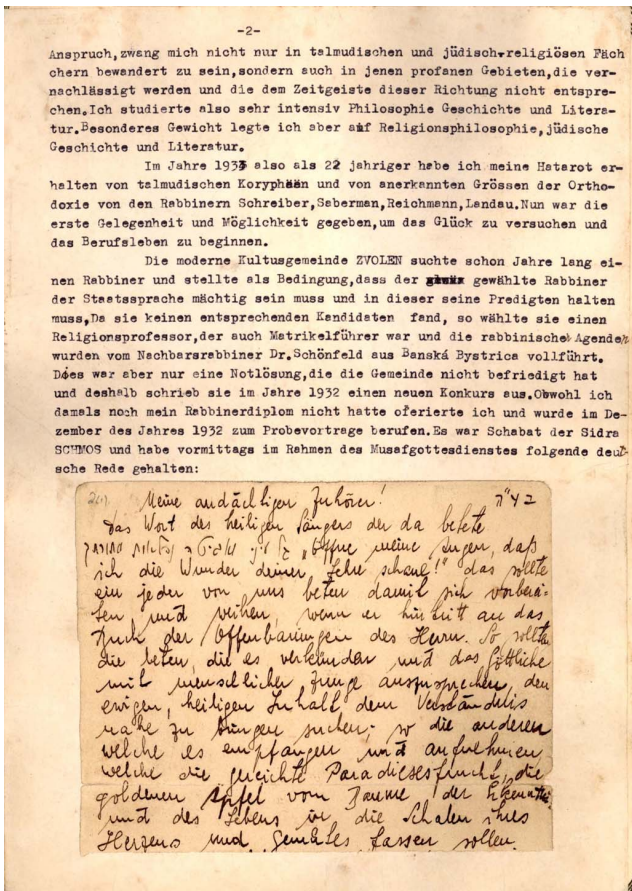 -2-
Anspruch,zwang mich nicht nur in talmudischen und jüdisch-religiösen Fäch
chern bewandert zu sein,sondern auch in jenen profanen Gebieten,die ver-
nachlässigt werden und die dem Zeitgeiste dieser Richtung nicht entspre-
chen.Ich studierte also sehr intensiv Philosophie Geschichte und Litera-
tur.Besonderes Gewicht legte ich aber auf Religionsphilosophie,jüdische
Geschichte und Literatur.
Im Jahre 1933 also als 22 jahriger habe ich meine Hatarot er-
halten von talmudischen Koryphäen und von anerkannten Grössen der Ortho-
doxie von den Rabbinern Schreiber,Saberman,Reichmann,Landau.Nun war die
erste Gelegenheit und Möglichkeit gegeben,um das Glück zu versuchen und
das Berufsleben zu beginnen.
Die moderne Kultusgemeinde ZVOLEN suchte schon Jahre lang ei-
nen Rabbiner und stellte als Bedingung,dass der gewählte Rabbiner
der Staatssprache mächtig sein muss und in dieser seine Predigten halten
muss,Da sie keinen entsprechenden Kandidaten fand, so wählte sie einen
Religionsprofessor,der auch Matrikelführer war und die rabbinische Agenden
wurden vom Nachbarsrabbiner Dr.Schönfeld aus Banská Bystrica vollführt.
Dies war aber nur eine Notlösung,die die Gemeinde nicht befriedigt hat
und deshalb schrieb sie im Jahre 1932 einen neuen Konkurs aus.Obwohl ich
damals noch mein Rabbinerdiplom nicht hatte oferierte ich und wurde im De-
zember des Jahres 1932 zum Probevortrage berufen.Es war Schabat der Sidra
SCHMOS und habe vormittags im Rahmen des Musafgottesdienstes folgende deut-
sche Rede gehalten:
Meine andächtigen Zuhörer!
Das Wort des heiligen Sängers der da betete
"Öffne meine Augen, daß
ich die Wunder deiner Lehre schaue!" das sollte
ein jeder von uns beten damit sich vorberei-
ten, und weihen, wenn er hintritt an das
Buch der Offenbarungen des Herrn. So sollten
die beten, die es verkünden und das Göttliche
mit menschlicher Zunge aussprechen, den
ewigen, heiligen Inhalt dem Verständnis
nahe zu bringen suchen; so die anderen
welche es empfangen und aufnehmen
welche die gereichte Paradiesesfrucht, die
goldenen Äpfel vom Baume der Erkenntnis
und des Lebens in die Schalen ihres
Herzens und Gemütes fassen sollen.